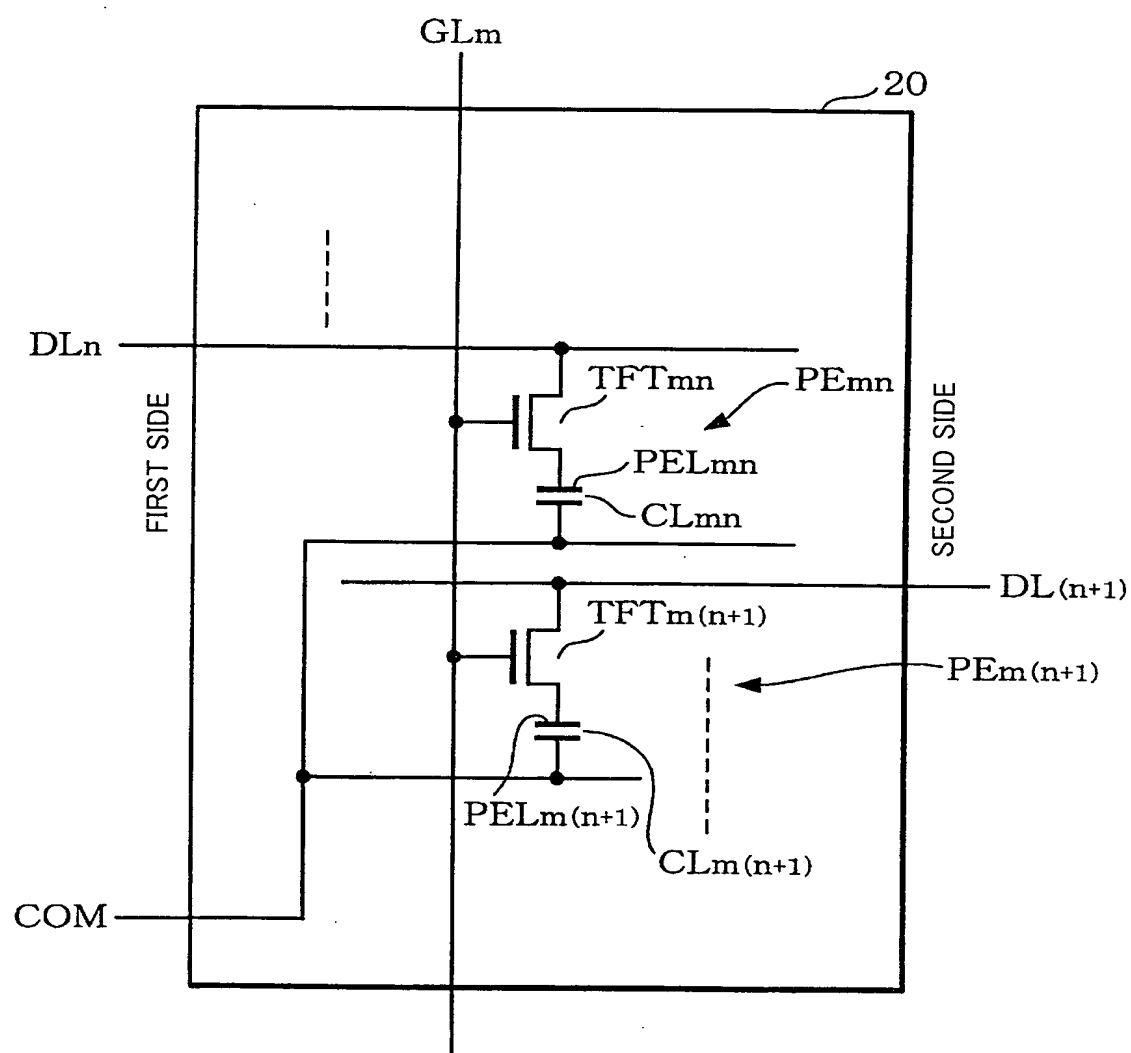 GLm
20
DLn
TFTmn
PEmn
FIRST SIDE
SECOND SIDE
PELmn
CLmn
DL(n+1)
TFTm(n+1)
PEm(n+1)
PELm(n+1)
CLm(n+1)
COM